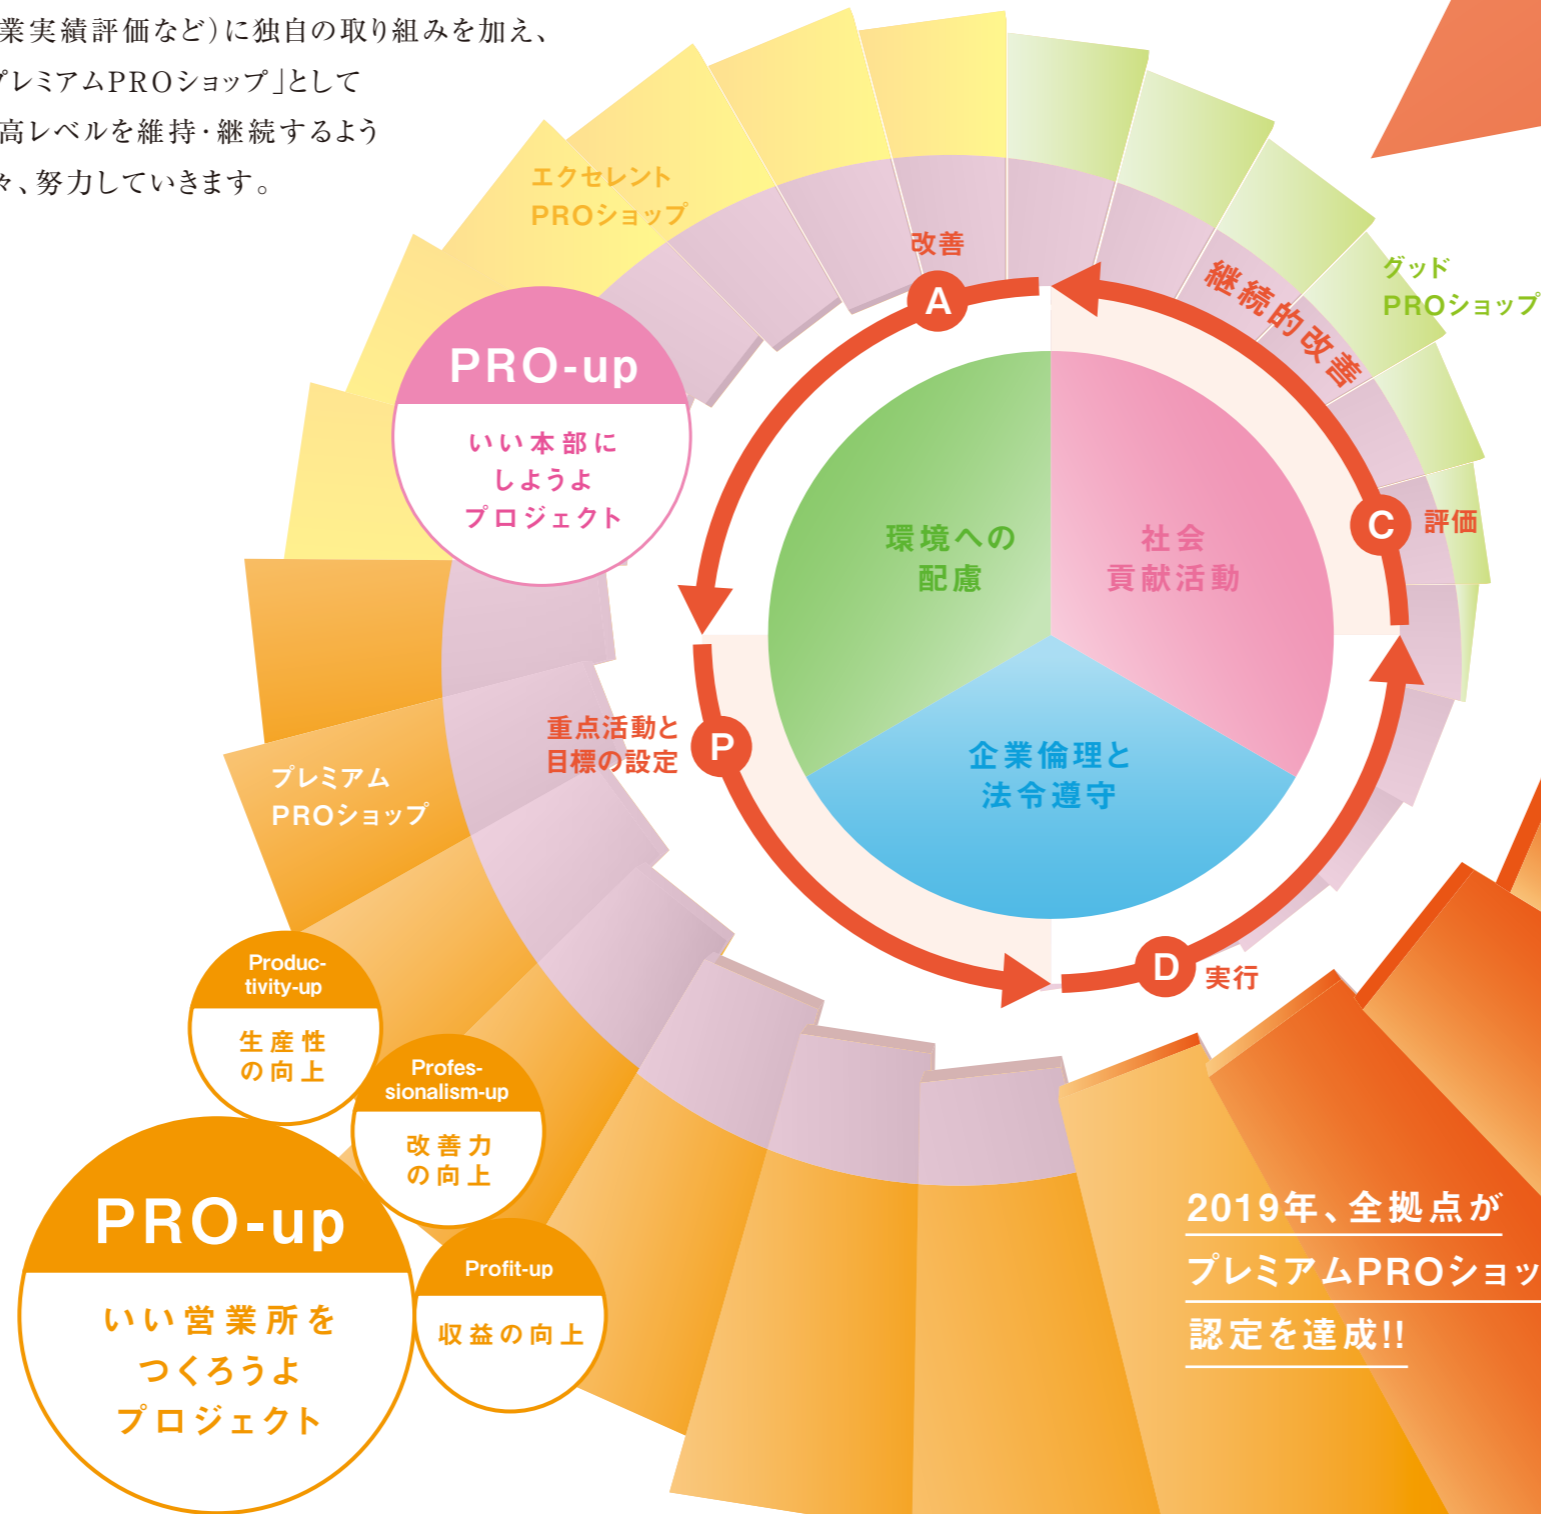 業実績評価など)に独自の取り組みを加え、
プレミアムPROショップ」として
高レベルを維持・継続するよう
々、努力していきます。
エクセレント
PROショップ
改善
A
継続的改善
グッド
PROショップ
PRO-up
いい本部に
しようよ
プロジェクト
環境への
配慮
社会
貢献活動
C
評価
重点活動と
目標の設定
P
企業倫理と
法令遵守
プレミアム
PROショップ
D
実行
Produc-
tivity-up
生産性
の向上
Profes-
sionalism-up
改善力
の向上
PRO-up
いい営業所を
つくろうよ
プロジェクト
Profit-up
収益の向上
2019年、全拠点が
プレミアムPROショッ
認定を達成!!